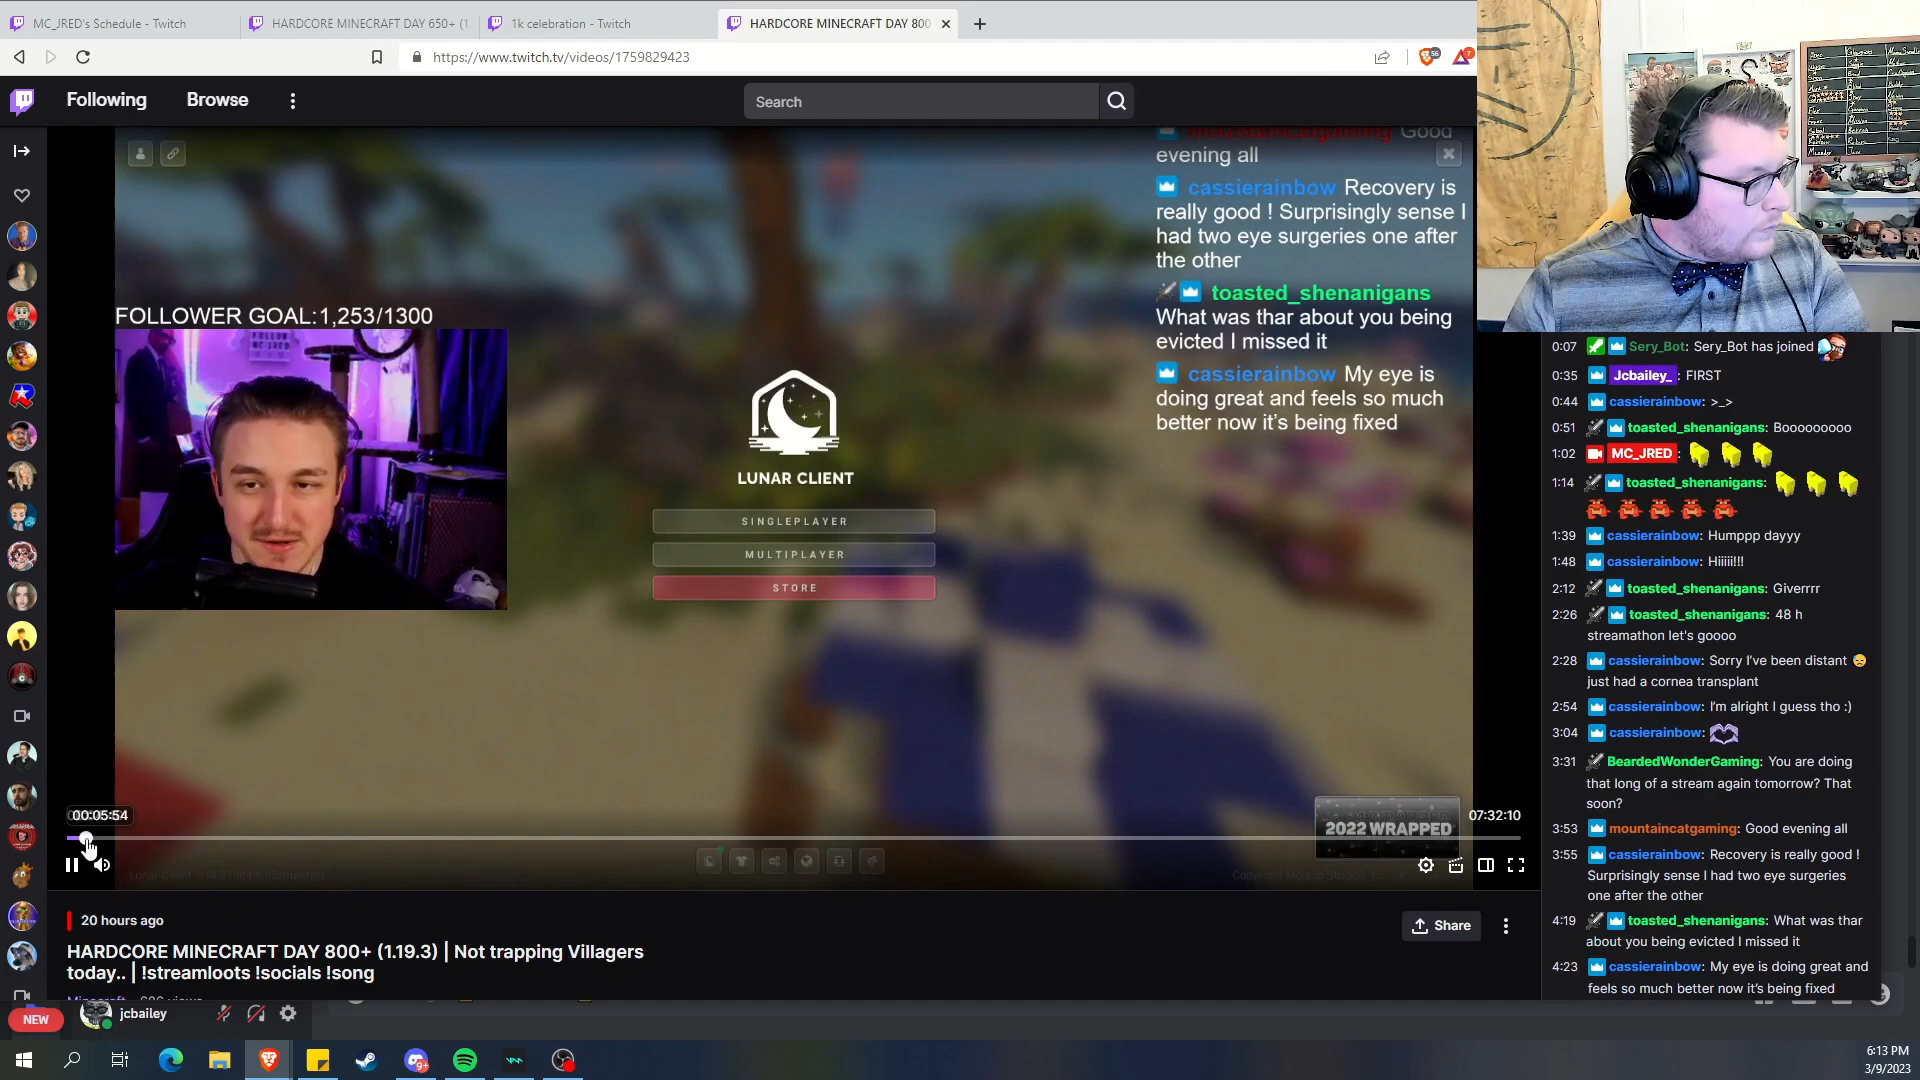 MC_JRED's Schedule - Twitch
HARDCORE MINECRAFT DAY 650+ (1.
1k celebration - Twitch
HARDCORE MINECRAFT DAY 800
https://www.twitch.tv/videos/1759829423
56
7
Following
Browse
Search
Good
evening all
cassierainbow Recovery is
really good ! Surprisingly sense I
had two eye surgeries one after
the other
toasted_shenanigans
What was thar about you being
evicted I missed it
cassierainbow My eye is
doing great and feels so much
better now it's being fixed
FOLLOWER GOAL:1,253/1300
LUNAR CLIENT
SINGLEPLAYER
MULTIPLAYER
STORE
00:05:54
07:32:10
2022 WRAPPED
20 hours ago
Share
HARDCORE MINECRAFT DAY 800+ (1.19.3) | Not trapping Villagers
today.. | !streamloots !socials !song
Minecraft
NEW
jcbailey
0:07 Sery_Bot: Sery_Bot has joined
0:35 Jcbailey_: FIRST
0:44 cassierainbow: >_>
0:51 toasted_shenanigans: Booooooooo
1:02 MC_JRED:
1:14 toasted_shenanigans:
1:39 cassierainbow: Humppp dayyy
1:48 cassierainbow: Hiiiii!!!
2:12 toasted_shenanigans: Giverrrr
2:26 toasted_shenanigans: 48 h
streamathon let's goooo
2:28 cassierainbow: Sorry I've been distant
just had a cornea transplant
2:54 cassierainbow: I'm alright I guess tho :)
3:04 cassierainbow:
3:31 BeardedWonderGaming: You are doing
that long of a stream again tomorrow? That
soon?
3:53 mountaincatgaming: Good evening all
3:55 cassierainbow: Recovery is really good !
Surprisingly sense I had two eye surgeries
one after the other
4:19 toasted_shenanigans: What was thar
about you being evicted I missed it
4:23 cassierainbow: My eye is doing great and
feels so much better now it's being fixed
6:13 PM
3/9/2023